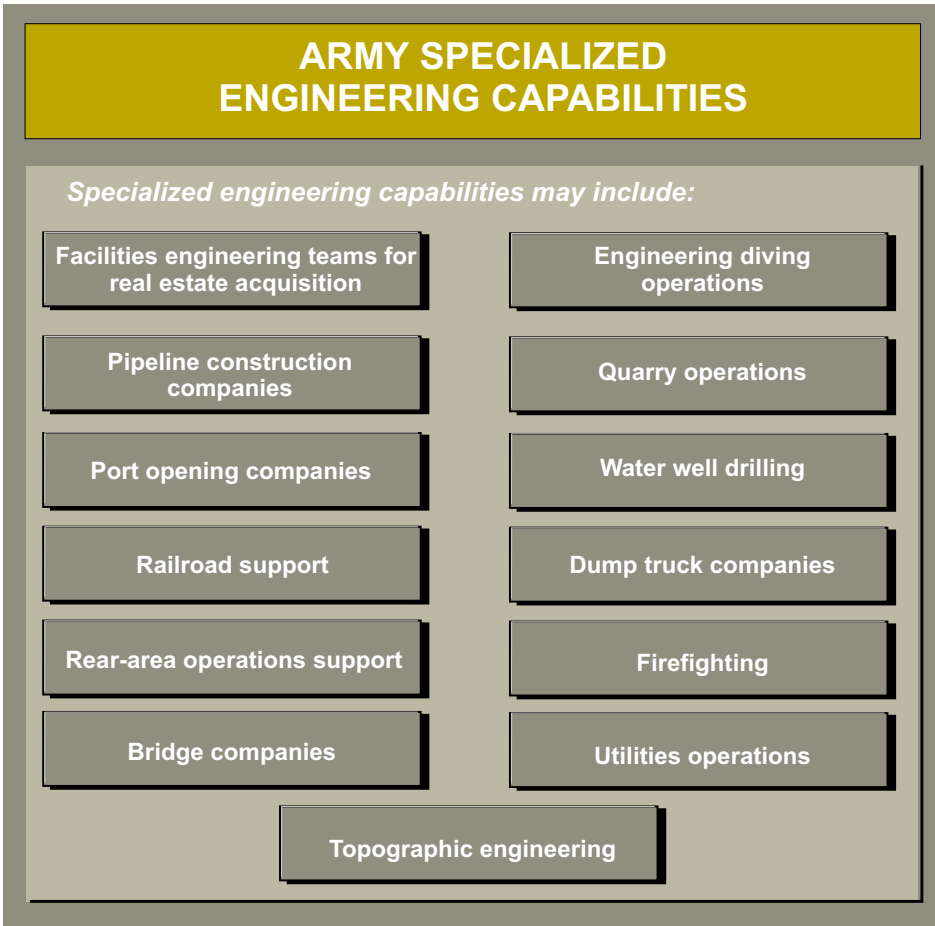 ARMY SPECIALIZED
ENGINEERING CAPABILITIES
Specialized engineering capabilities may include:
Facilities engineering teams for
real estate acquisition
Engineering diving
operations
Pipeline construction
companies
Quarry operations
Port opening companies
Water well drilling
Railroad support
Dump truck companies
Rear-area operations support
Firefighting
Bridge companies
Utilities operations
Topographic engineering